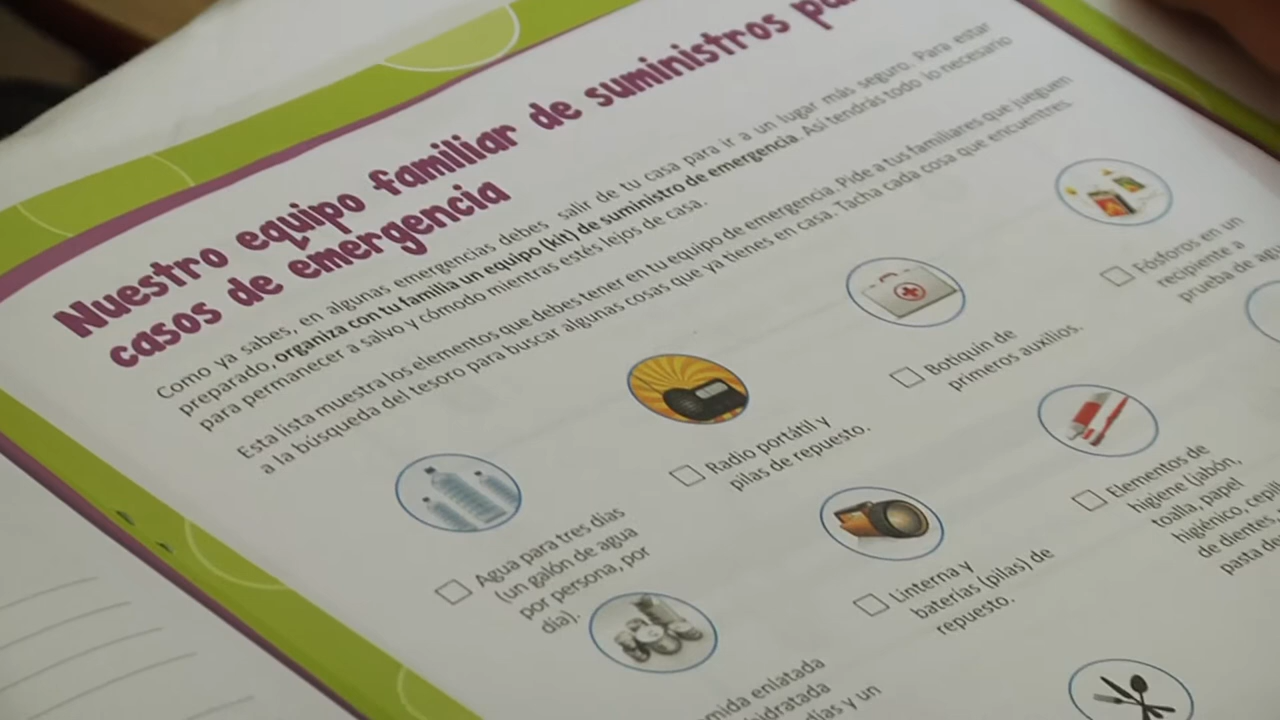 Nuestro equipo familiar de suministros
casos de emergencia
Como ya sabes, en algunas emergencias debes salir de tu casa para ir a un lugar más seguro. Para estar
preparado, organiza con tu familia un equipo (kit) de suministro de emergencia. Así tendrás todo lo necesario
para permanecer a salvo y cómodo mientras estés lejos de casa.
Esta lista muestra los elementos que debes tener en tu equipo de emergencia. Pide a tus familiares que jueguen
a la búsqueda del tesoro para buscar algunas cosas que ya tienes en casa. Tacha cada cosa que encuentres.
Agua para tres días
(un galón de agua
por persona, por
día).
Radio portátil y
pilas de repuesto.
Botiquín de
primeros auxilios.
Fósforos en un
recipiente a
prueba de
enlatada
días y un
Linterna y
baterías (pilas) de
repuesto.
Elementos de
higiene (jabón,
toalla, papel
higiénico,
de dientes,
pasta